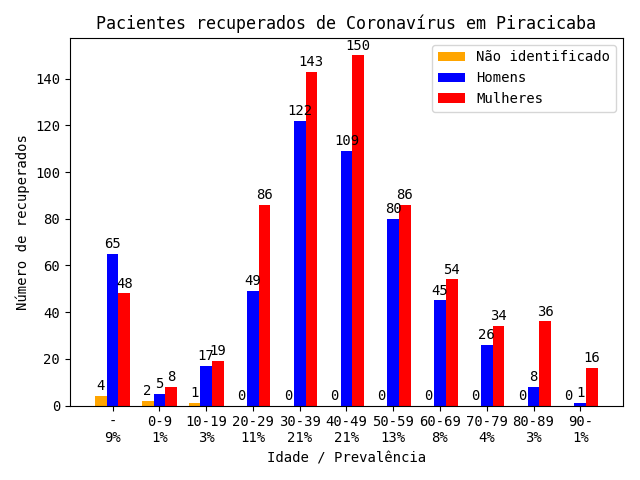 Pacientes recuperados de Coronavírus em Piracicaba
Não identificado
Homens
Mulheres
Número de recuperados
140
120
100
80
60
40
20
0
4 65 48
2 5 8
1 17 19
0 49 86
0 122 143
0 109 150
0 80 86
0 45 54
0 26 34
0 8 36
0 1 16
- 0-9 10-19 20-29 30-39 40-49 50-59 60-69 70-79 80-89 90-
9% 1% 3% 11% 21% 21% 13% 8% 4% 3% 1%
Idade / Prevalência